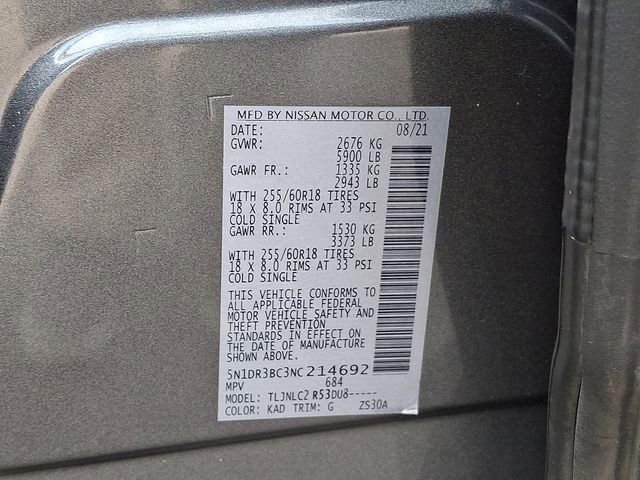 MFD BY NISSAN MOTOR CO., LTD.
DATE: 08/21
GVWR: 2676 KG
5900 LB
GAWR FR.: 1335 KG
2943 LB
WITH 255/60R18 TIRES
18 X 8.0 RIMS AT 33 PSI
COLD SINGLE
GAWR RR.: 1530 KG
3373 LB
WITH 255/60R18 TIRES
18 X 8.0 RIMS AT 33 PSI
COLD SINGLE
THIS VEHICLE CONFORMS TO
ALL APPLICABLE FEDERAL
MOTOR VEHICLE SAFETY AND
THEFT PREVENTION
STANDARDS IN EFFECT ON
THE DATE OF MANUFACTURE
SHOWN ABOVE.
5N1DR3BC3NC214692
MPV 684
MODEL: TLJNLC2 R53DU8-----
COLOR: KAD TRIM: G ZS30A